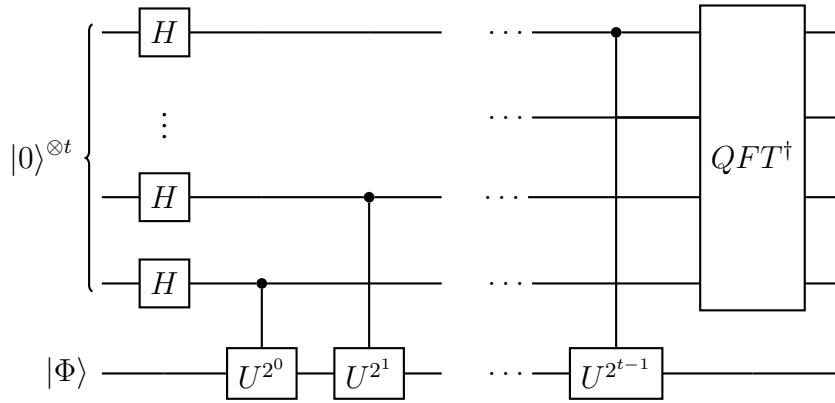 H ···
|0⟩^{⊗t} ⋮ ··· QFT^†
H ···
H ···
|Φ⟩ U^{2^0} U^{2^1} ··· U^{2^{t−1}}